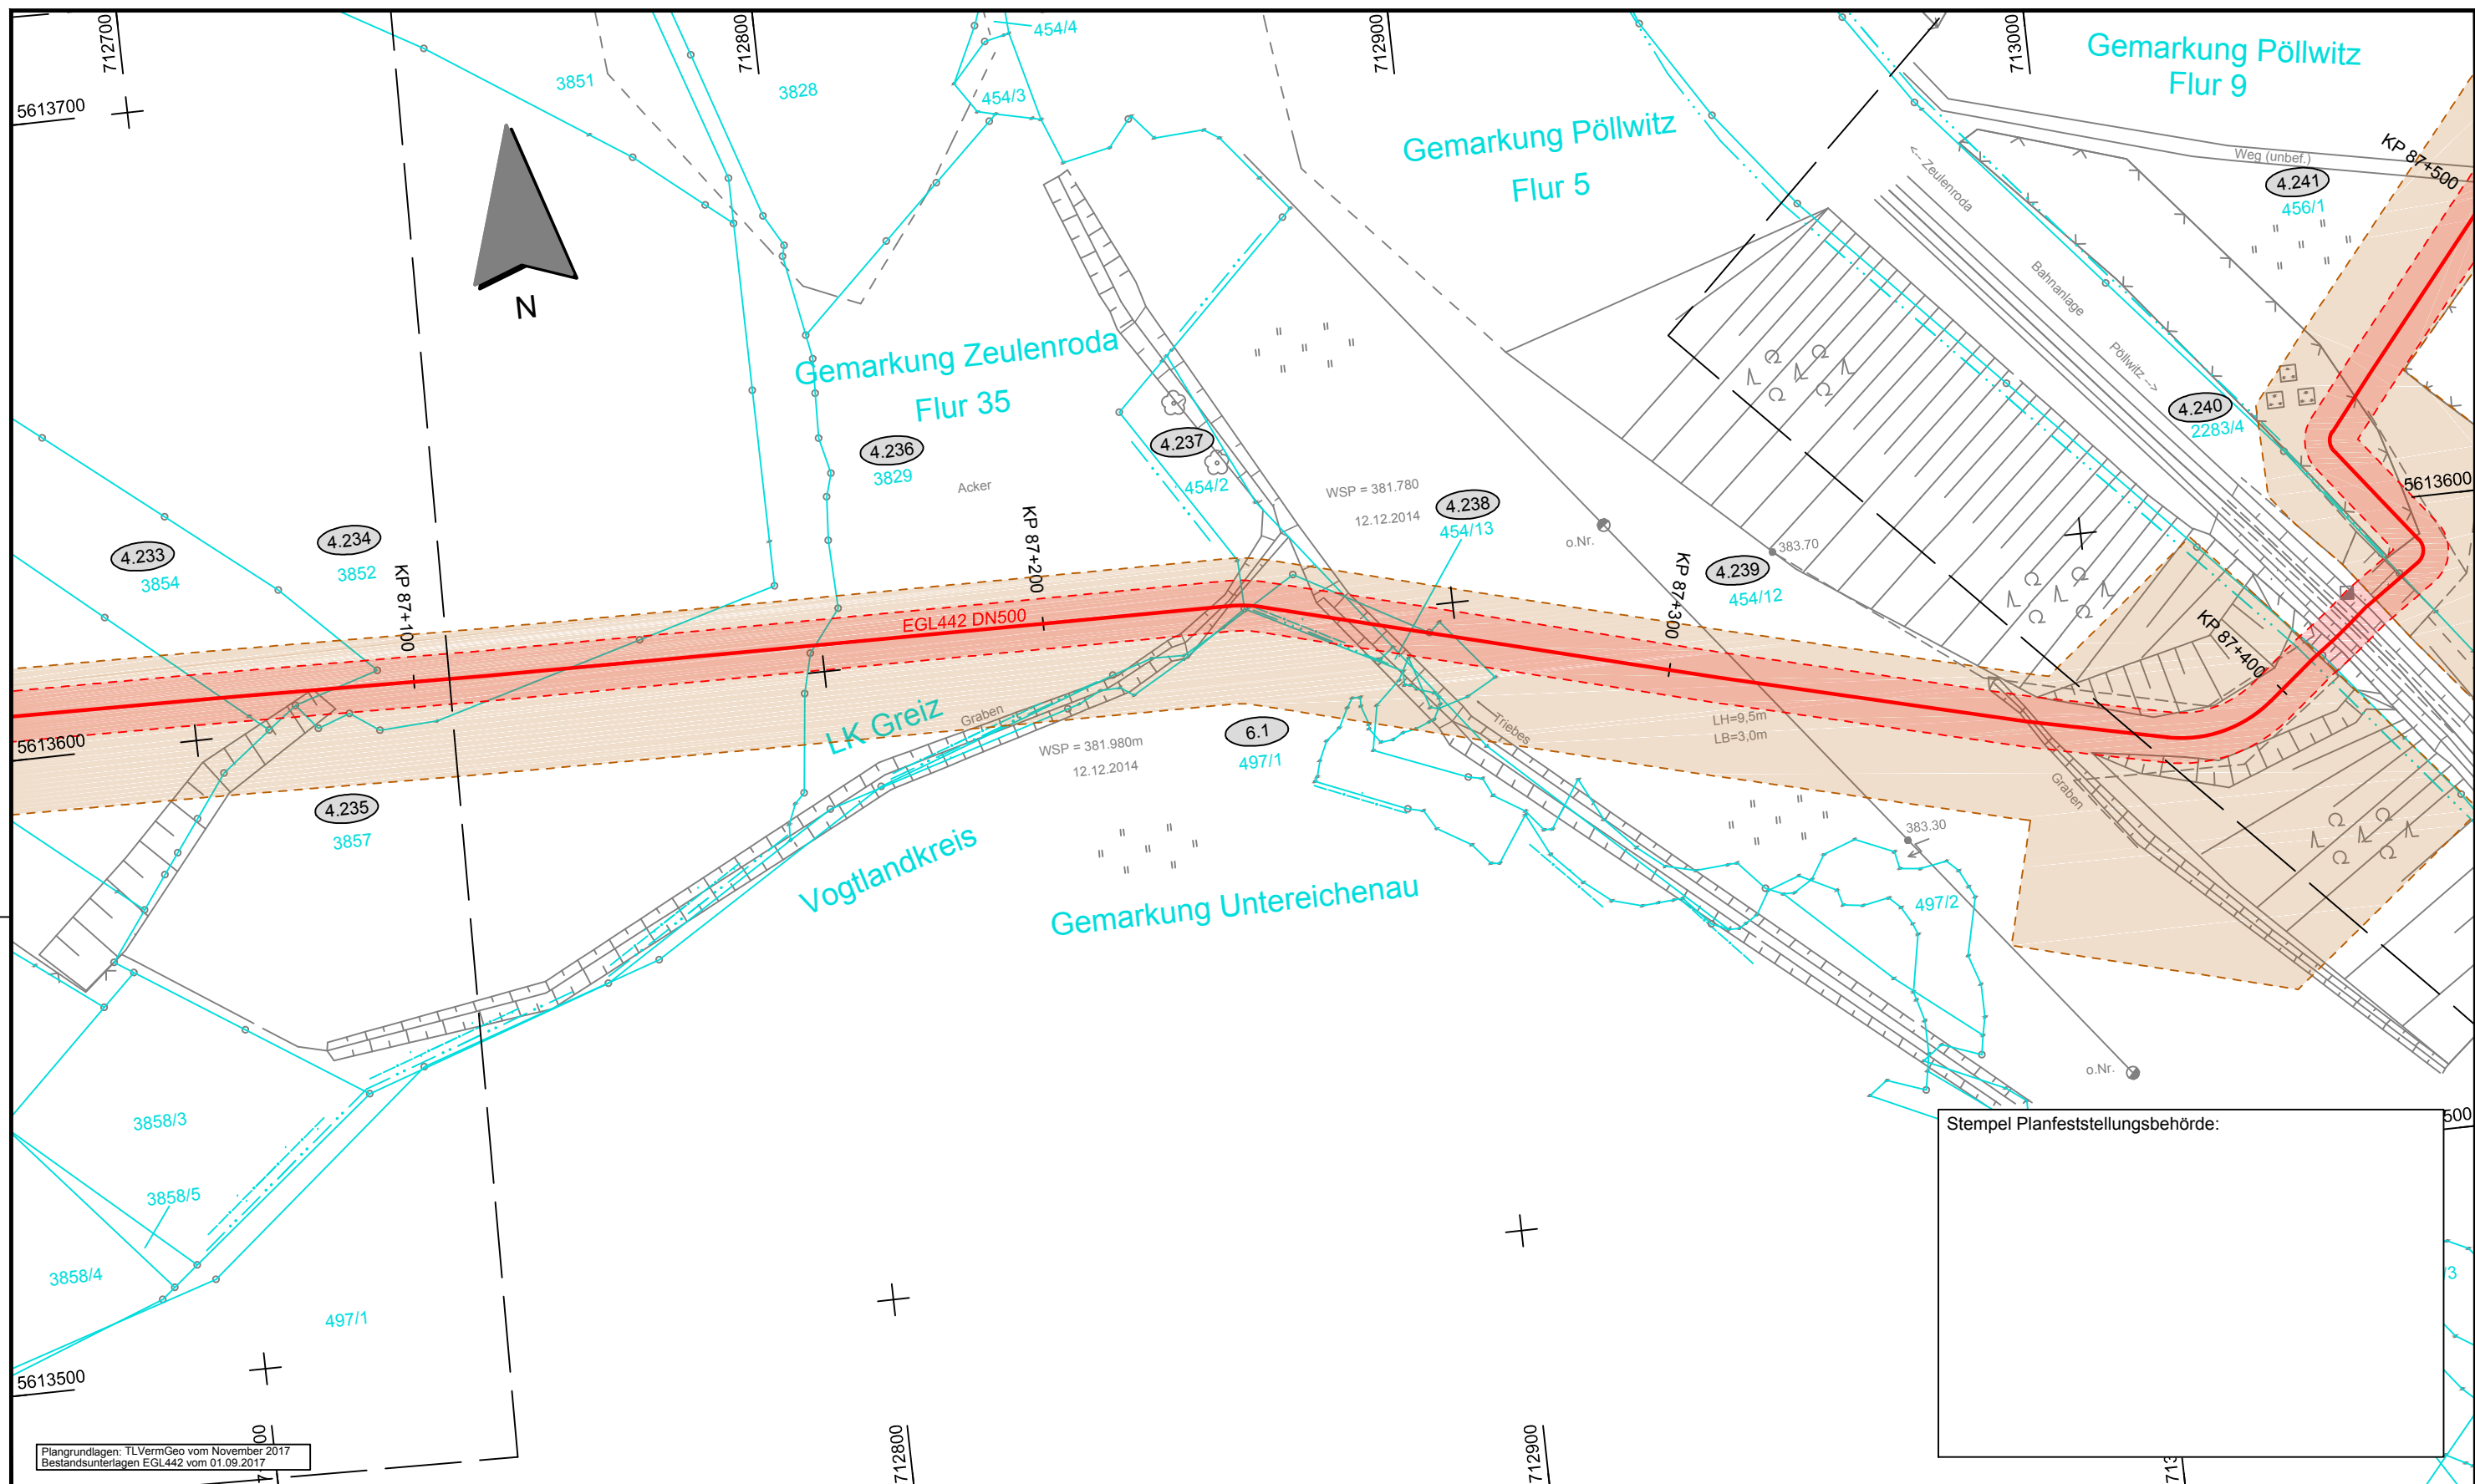 712700
712800
712900
713000
454/4
Gemarkung Pöllwitz
Flur 9
3851
3828
454/3
5613700
Gemarkung Pöllwitz
Flur 5
KP 87+500
Weg (unbef.)
<-- Zeulenroda
4.241
456/1
N
Bahnanlage
Pöllwitz -->
Gemarkung Zeulenroda
Flur 35
4.240
2283/4
4.236
3829
Acker
4.237
454/2
WSP = 381.780
12.12.2014
4.238
454/13
5613600
o.Nr.
383.70
4.233
3854
4.234
3852
KP 87+100
KP 87+200
KP 87+300
4.239
454/12
EGL442 DN500
KP 87+400
LK Greiz
Graben
WSP = 381.980m
12.12.2014
6.1
497/1
Triebes
LH=9,5m
LB=3,0m
5613600
Graben
4.235
3857
Vogtlandkreis
Gemarkung Untereichenau
383.30
497/2
o.Nr.
3858/3
3858/5
3858/4
497/1
Stempel Planfeststellungsbehörde:
500
/3
5613500
00
712800
712900
713
Plangrundlagen: TLVermGeo vom November 2017
Bestandsunterlagen EGL442 vom 01.09.2017